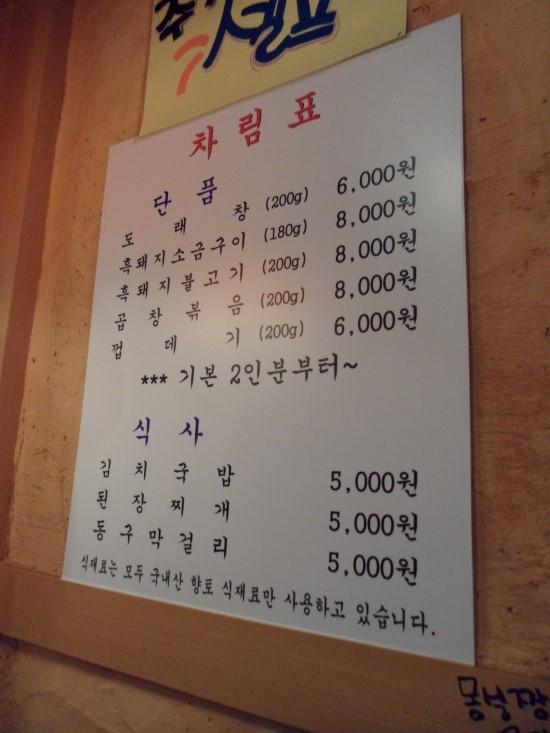 셀프
차림표
단품
도래창 (200g) 6,000원
흑돼지소금구이 (180g) 8,000원
흑돼지불고기 (200g) 8,000원
곱창볶음 (200g) 8,000원
껍데기 (200g) 6,000원
*** 기본 2인분부터~
식사
김치국밥 5,000원
된장찌개 5,000원
동구막걸리 5,000원
식재료는 모두 국내산 향토 식재료만 사용하고 있습니다.